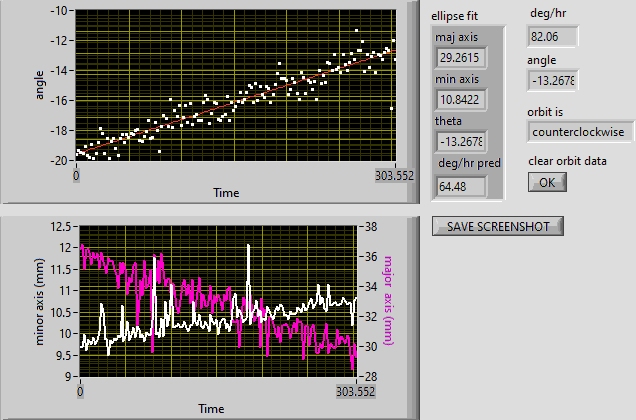 -10
-12
-14
-16
-18
-20
angle
0
303.552
Time
ellipse fit
maj axis
29.2615
min axis
10.8422
theta
-13.2678
deg/hr pred
64.48
deg/hr
82.06
angle
-13.2678
orbit is
counterclockwise
clear orbit data
OK
SAVE SCREENSHOT
12.5
12
11.5
11
10.5
10
9.5
9
minor axis (mm)
38
36
34
33
32
30
28
major axis (mm)
0
303.552
Time